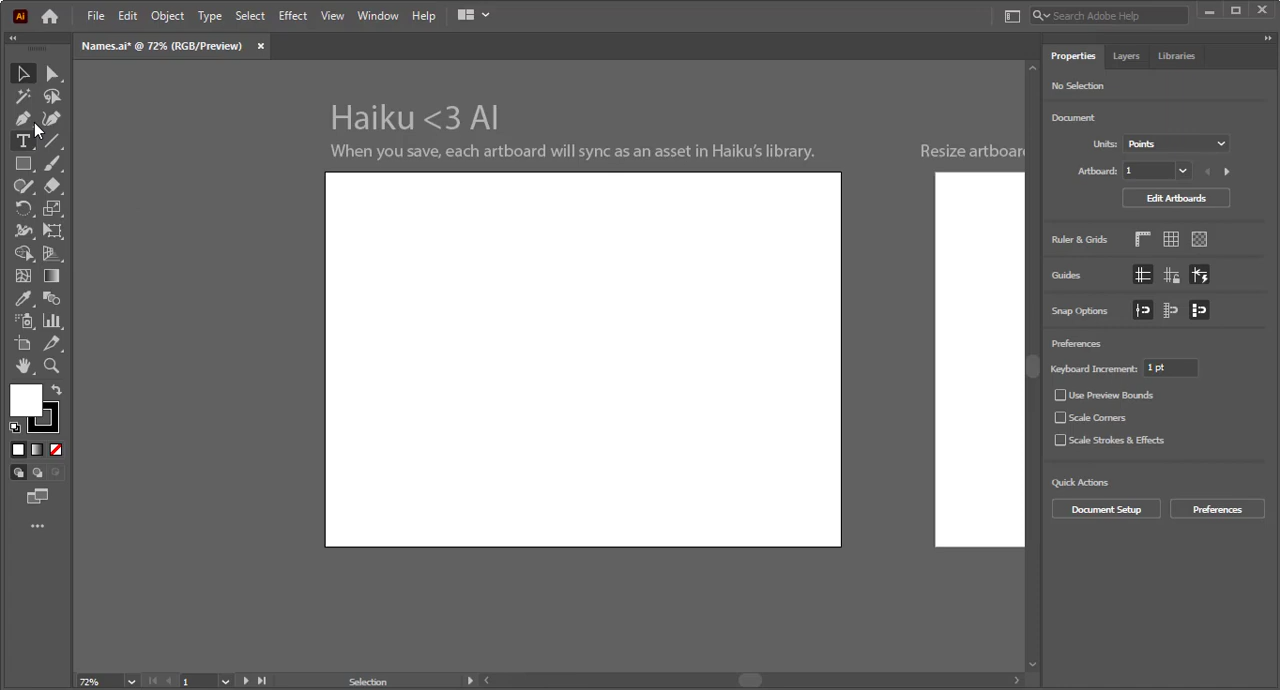 Ai File Edit Object Type Select Effect View Window Help Search Adobe Help
Names.ai* @ 72% (RGB/Preview)
Haiku <3 AI
When you save, each artboard will sync as an asset in Haiku's library.
Resize artboar
Properties Layers Libraries
No Selection
Document
Units: Points
Artboard: 1
Edit Artboards
Ruler & Grids
Guides
Snap Options
Preferences
Keyboard Increment: 1 pt
Use Preview Bounds
Scale Corners
Scale Strokes & Effects
Quick Actions
Document Setup Preferences
72% 1 Selection